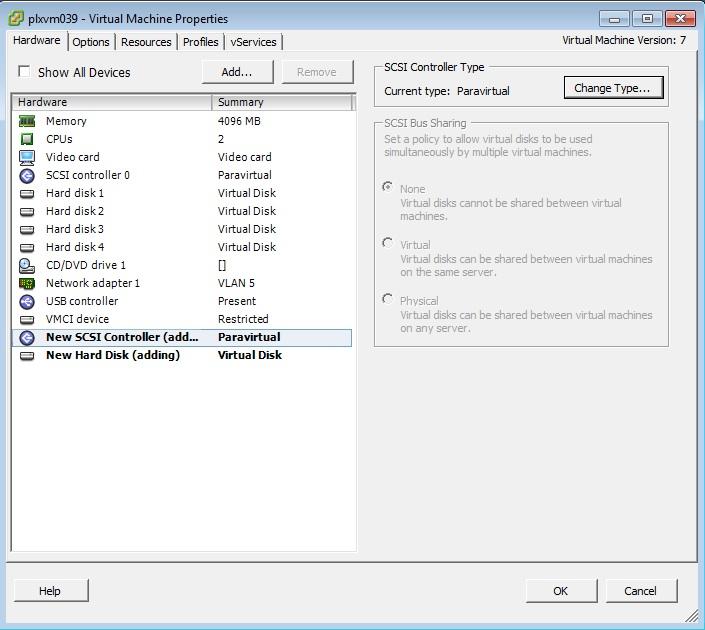 plxvm039 - Virtual Machine Properties
Hardware Options Resources Profiles vServices Virtual Machine Version: 7
Show All Devices Add... Remove
Hardware Summary
Memory 4096 MB
CPUs 2
Video card Video card
SCSI controller 0 Paravirtual
Hard disk 1 Virtual Disk
Hard disk 2 Virtual Disk
Hard disk 3 Virtual Disk
Hard disk 4 Virtual Disk
CD/DVD drive 1 []
Network adapter 1 VLAN 5
USB controller Present
VMCI device Restricted
New SCSI Controller (add... Paravirtual
New Hard Disk (adding) Virtual Disk
SCSI Controller Type
Current type: Paravirtual Change Type...
SCSI Bus Sharing
Set a policy to allow virtual disks to be used
simultaneously by multiple virtual machines.
None
Virtual disks cannot be shared between virtual
machines.
Virtual
Virtual disks can be shared between virtual machines
on the same server.
Physical
Virtual disks can be shared between virtual machines
on any server.
Help OK Cancel